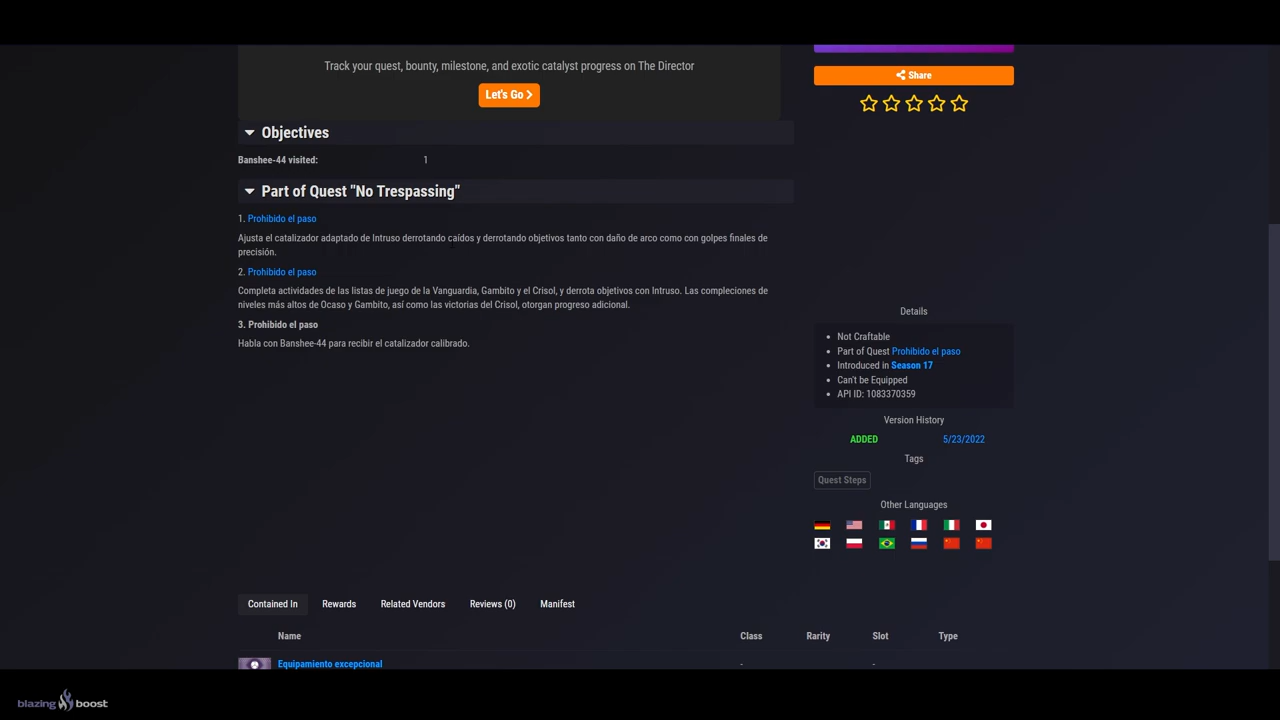 Track your quest, bounty, milestone, and exotic catalyst progress on The Director
Let's Go
Share
Objectives
Banshee-44 visited: 1
Part of Quest "No Trespassing"
1. Prohibido el paso
Ajusta el catalizador adaptado de Intruso derrotando caídos y derrotando objetivos tanto con daño de arco como con golpes finales de
precisión.
2. Prohibido el paso
Completa actividades de las listas de juego de la Vanguardia, Gambito y el Crisol, y derrota objetivos con Intruso. Las compleciones de
niveles más altos de Ocaso y Gambito, así como las victorias del Crisol, otorgan progreso adicional.
3. Prohibido el paso
Habla con Banshee-44 para recibir el catalizador calibrado.
Details
Not Craftable
Part of Quest Prohibido el paso
Introduced in Season 17
Can't be Equipped
API ID: 1083370359
Version History
ADDED 5/23/2022
Tags
Quest Steps
Other Languages
Contained In Rewards Related Vendors Reviews (0) Manifest
Name Class Rarity Slot Type
Equipamiento excepcional - -
blazing boost